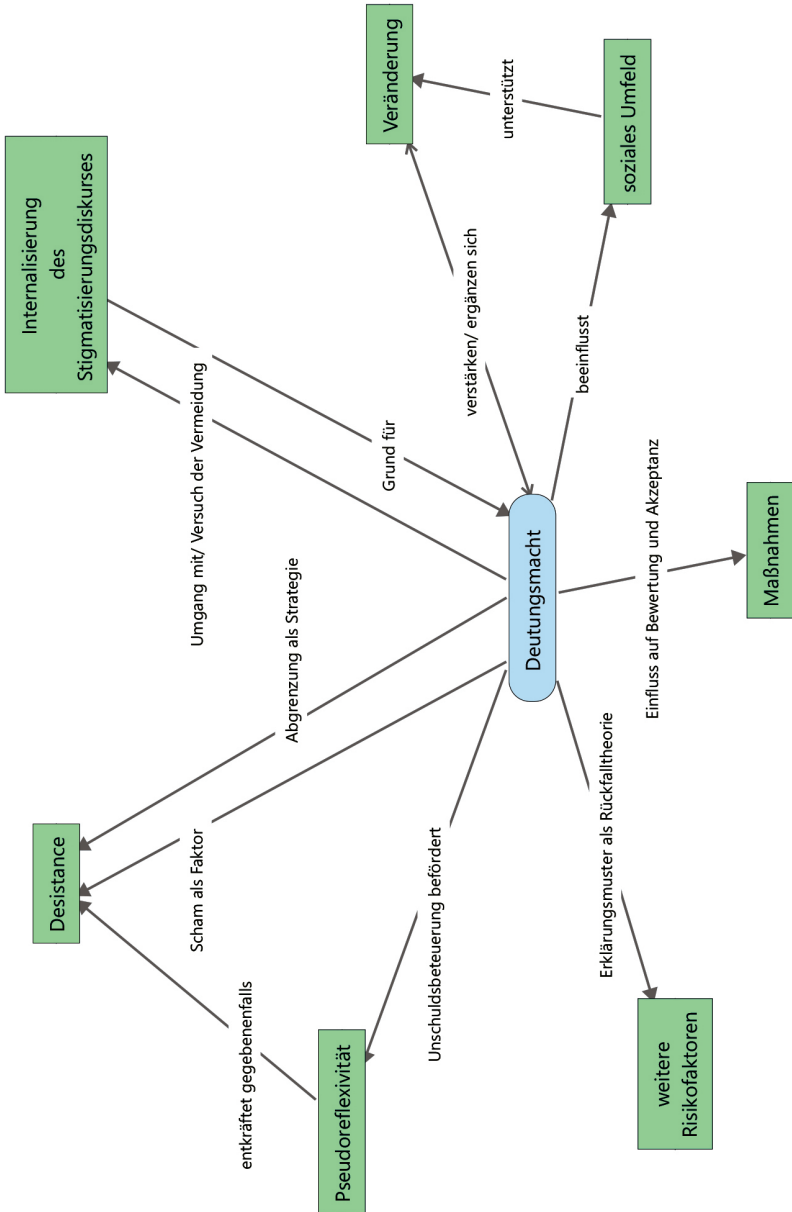 Desistance
Internalisierung
des
Stigmatisierungsdiskurses
Scham als Faktor
Umgang mit/ Versuch der Vermeidung
entkräftet gegebenenfalls
Abgrenzung als Strategie
Pseudoreflexivität
Grund für
Veränderung
Unschuldsbeteuerung befördert
verstärken/ ergänzen sich
unterstützt
Deutungsmacht
beeinflusst
Erklärungsmuster als Rückfalltheorie
soziales Umfeld
Einfluss auf Bewertung und Akzeptanz
weitere
Risikofaktoren
Maßnahmen